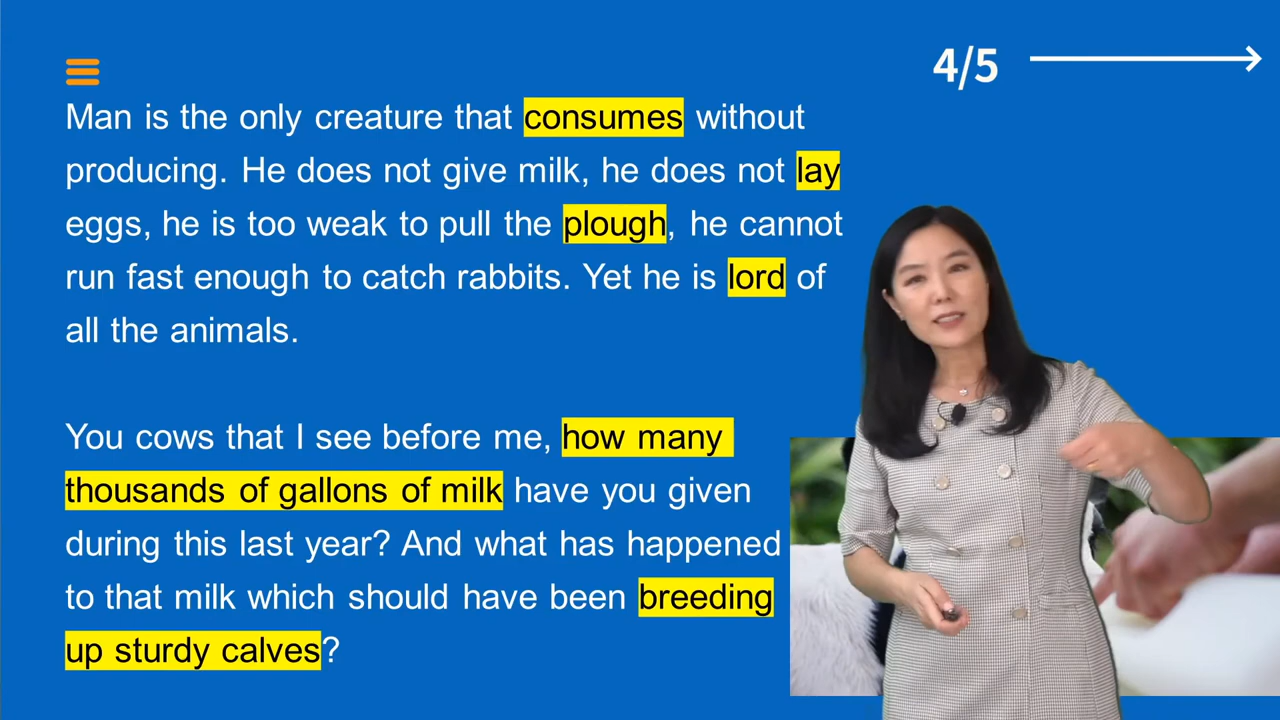 4/5
Man is the only creature that consumes without
producing. He does not give milk, he does not lay
eggs, he is too weak to pull the plough, he cannot
run fast enough to catch rabbits. Yet he is lord of
all the animals.
You cows that I see before me, how many
thousands of gallons of milk have you given
during this last year? And what has happened
to that milk which should have been breeding
up sturdy calves?